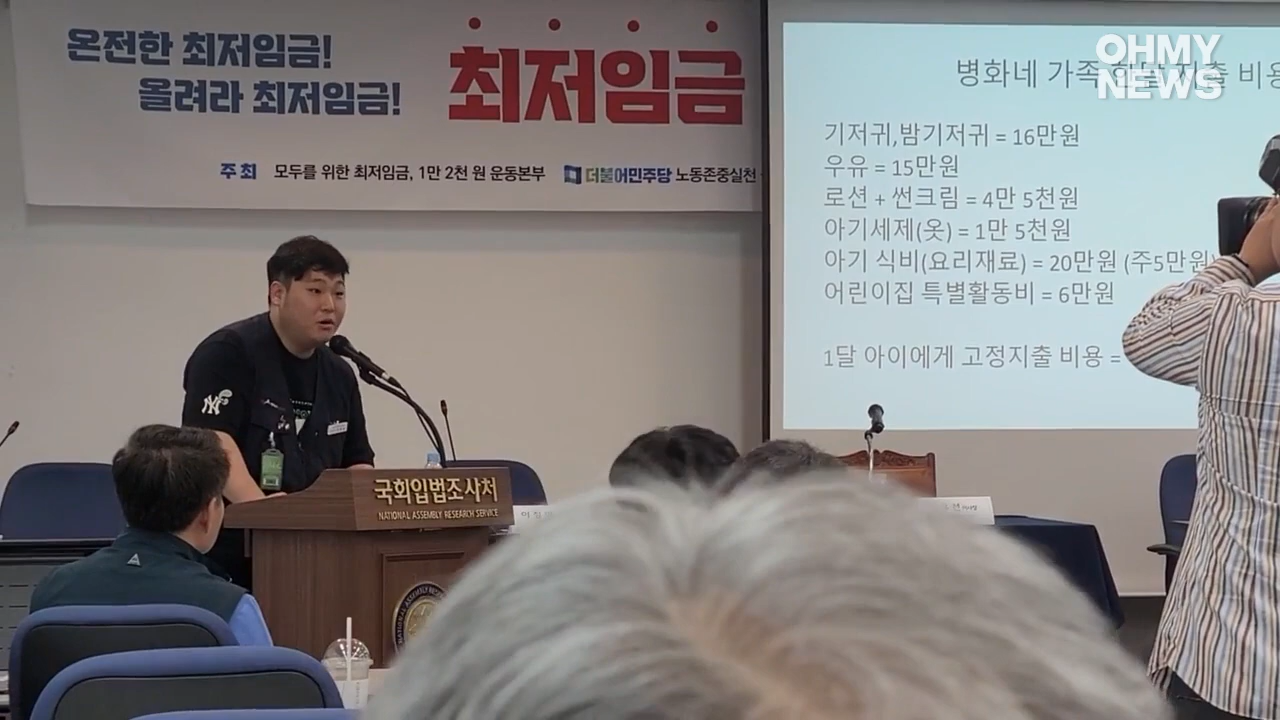 온전한 최저임금!
올려라 최저임금!
최저임금
주최 모두를 위한 최저임금, 1만 2천 원 운동본부 더불어민주당 노동존중실천
OHMY
NEWS
병화네 가족 지출 비용
기저귀,밤기저귀 = 16만원
우유 = 15만원
로션 + 썬크림 = 4만 5천원
아기세제(옷) = 1만 5천원
아기 식비(요리재료) = 20만원 (주5만원)
어린이집 특별활동비 = 6만원
1달 아이에게 고정지출 비용 =
NY
국회입법조사처
NATIONAL ASSEMBLY RESEARCH SERVICE